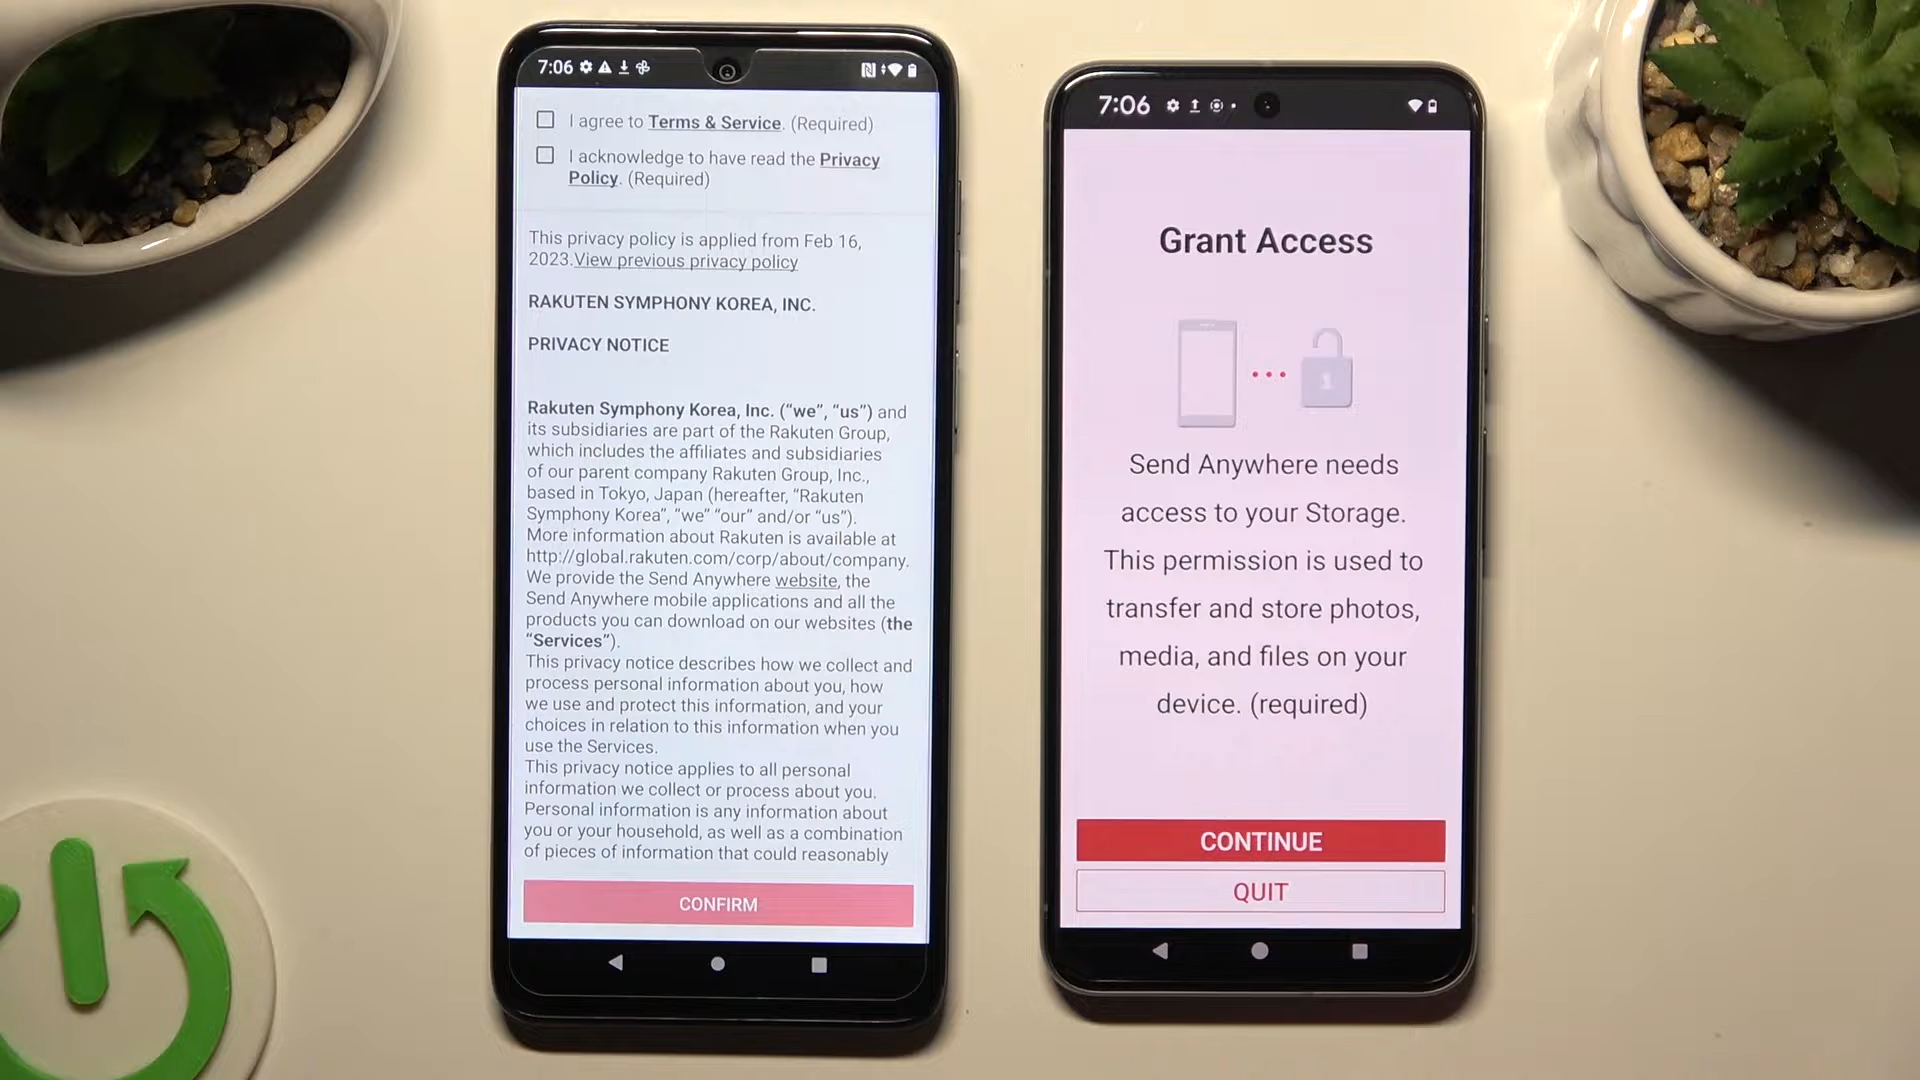 7:06
I agree to Terms & Service. (Required)
I acknowledge to have read the Privacy
Policy. (Required)
This privacy policy is applied from Feb 16,
2023.View previous privacy policy
RAKUTEN SYMPHONY KOREA, INC.
PRIVACY NOTICE
Rakuten Symphony Korea, Inc. (“we”, “us”) and
its subsidiaries are part of the Rakuten Group,
which includes the affiliates and subsidiaries
of our parent company Rakuten Group, Inc.,
based in Tokyo, Japan (hereafter, “Rakuten
Symphony Korea”, “we” “our” and/or “us”).
More information about Rakuten is available at
http://global.rakuten.com/corp/about/company.
We provide the Send Anywhere website, the
Send Anywhere mobile applications and all the
products you can download on our websites (the
“Services”).
This privacy notice describes how we collect and
process personal information about you, how
we use and protect this information, and your
choices in relation to this information when you
use the Services.
This privacy notice applies to all personal
information we collect or process about you.
Personal information is any information about
you or your household, as well as a combination
of pieces of information that could reasonably
CONFIRM
7:06
Grant Access
1
Send Anywhere needs
access to your Storage.
This permission is used to
transfer and store photos,
media, and files on your
device. (required)
CONTINUE
QUIT